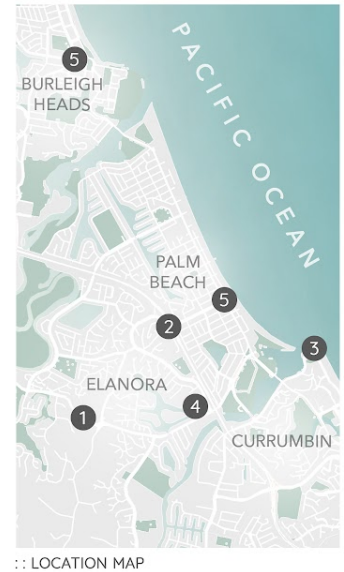 PACIFIC OCEAN
5
BURLEIGH
HEADS
PALM
BEACH
5
2
3
ELANORA
4
1
CURRUMBIN
:: LOCATION MAP